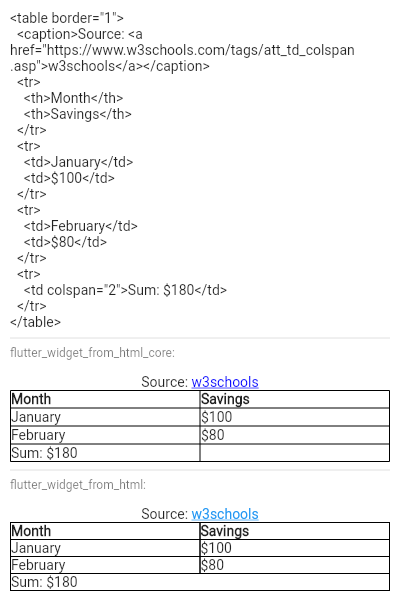 <table border="1">
  <caption>Source: <a
href="https://www.w3schools.com/tags/att_td_colspan
.asp">w3schools</a></caption>
  <tr>
    <th>Month</th>
    <th>Savings</th>
  </tr>
  <tr>
    <td>January</td>
    <td>$100</td>
  </tr>
  <tr>
    <td>February</td>
    <td>$80</td>
  </tr>
  <tr>
    <td colspan="2">Sum: $180</td>
  </tr>
</table>
flutter_widget_from_html_core:
Source: w3schools
Month Savings
January $100
February $80
Sum: $180
flutter_widget_from_html:
Source: w3schools
Month Savings
January $100
February $80
Sum: $180